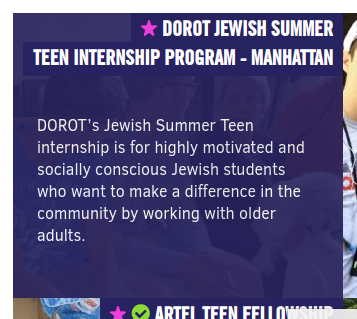 DOROT JEWISH SUMMER
TEEN INTERNSHIP PROGRAM - MANHATTAN
DOROT's Jewish Summer Teen
internship is for highly motivated and
socially conscious Jewish students
who want to make a difference in the
community by working with older
adults.
ARTEL TEEN FELLOWSHIP